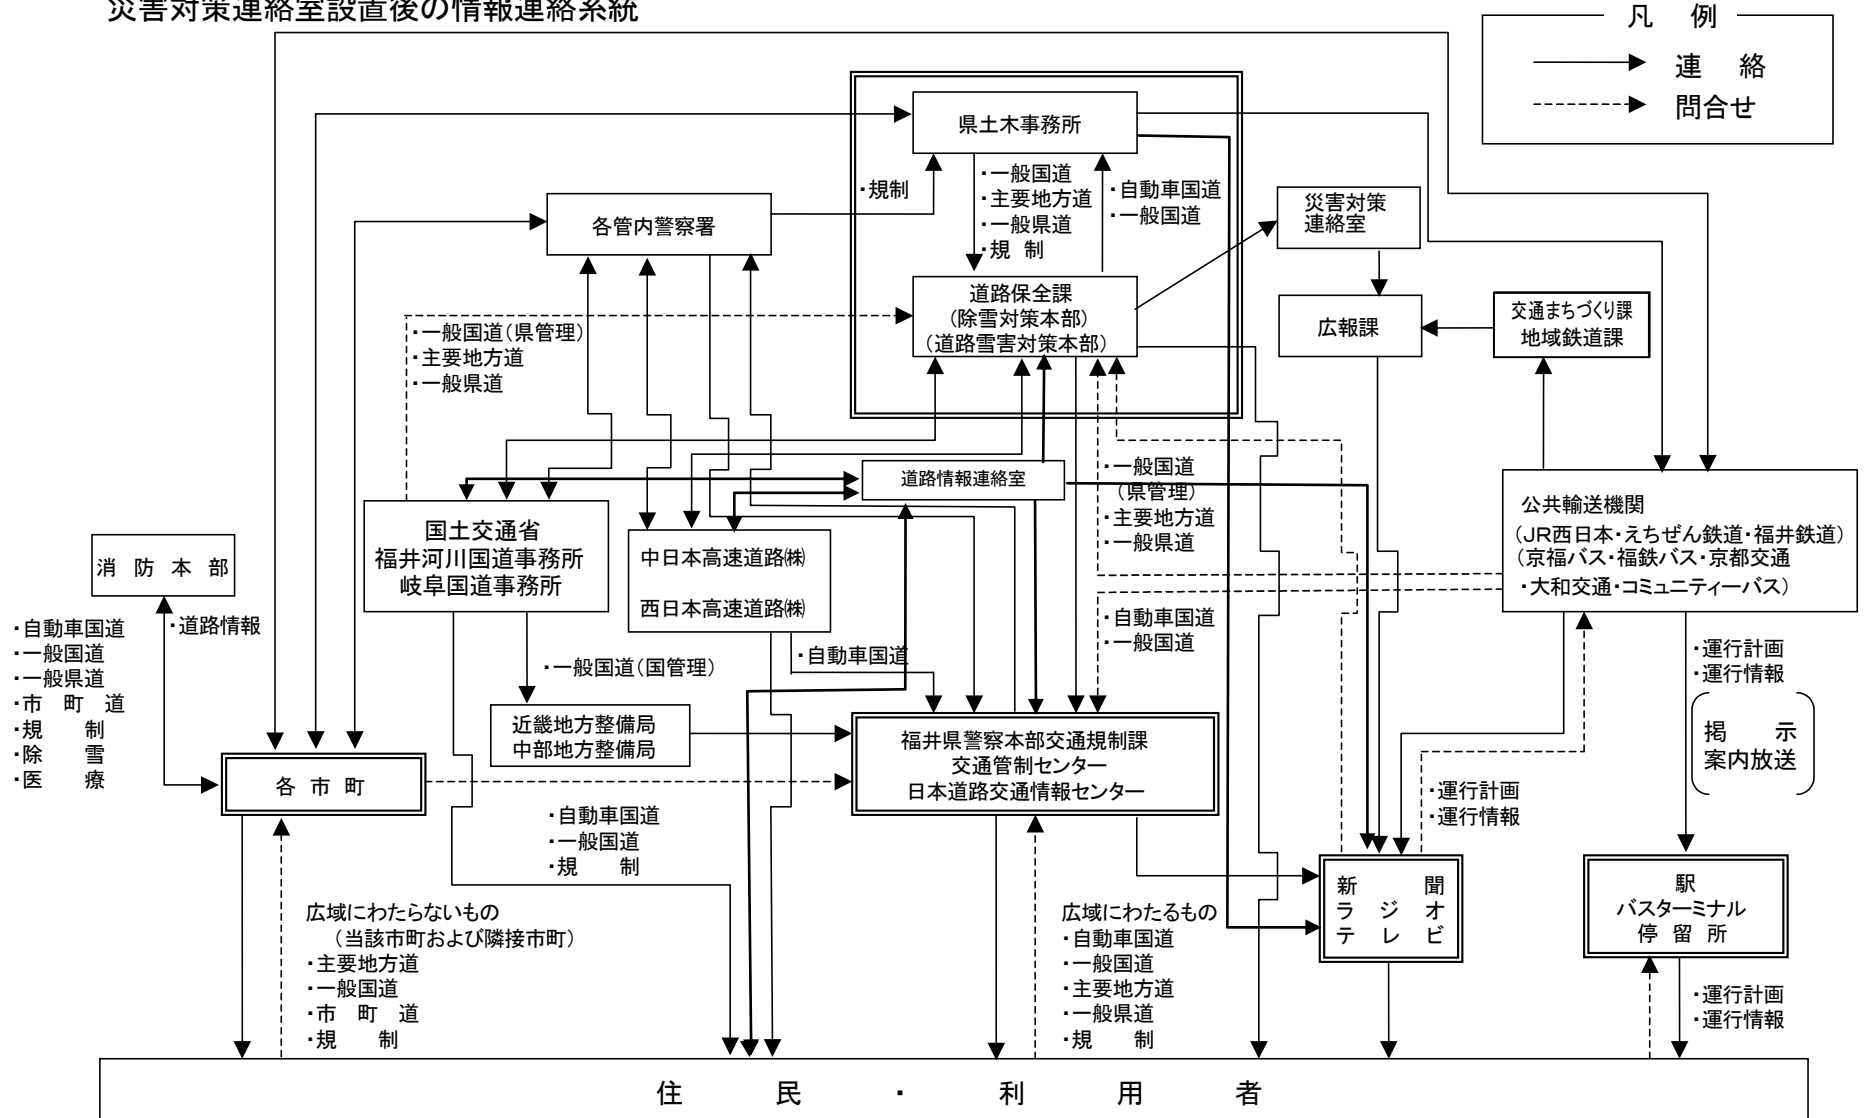 災害対策連絡室設置後の情報連絡系統
凡 例
連 絡
問合せ
県土木事務所
・規制
・一般国道
・主要地方道
・一般県道
・規 制
・自動車国道
・一般国道
各管内警察署
災害対策
連絡室
道路保全課
(除雪対策本部)
(道路雪害対策本部)
広報課
交通まちづくり課
地域鉄道課
・一般国道(県管理)
・主要地方道
・一般県道
道路情報連絡室
・一般国道
(県管理)
・主要地方道
・一般県道
公共輸送機関
(JR西日本・えちぜん鉄道・福井鉄道)
(京福バス・福鉄バス・京都交通
・大和交通・コミュニティーバス)
国土交通省
福井河川国道事務所
岐阜国道事務所
中日本高速道路㈱
西日本高速道路㈱
消 防 本 部
・道路情報
・自動車国道
・一般国道
・一般県道
・市 町 道
・規 制
・除 雪
・医 療
・自動車国道
・一般国道
・一般国道(国管理)
・自動車国道
・運行計画
・運行情報
掲 示
案内放送
近畿地方整備局
中部地方整備局
福井県警察本部交通規制課
交通管制センター
日本道路交通情報センター
各 市 町
・自動車国道
・一般国道
・規 制
・運行計画
・運行情報
新 聞
ラ ジ オ
テ レ ビ
駅
バスターミナル
停 留 所
広域にわたらないもの
(当該市町および隣接市町)
・主要地方道
・一般国道
・市 町 道
・規 制
広域にわたるもの
・自動車国道
・一般国道
・主要地方道
・一般県道
・規 制
・運行計画
・運行情報
住 民 ・ 利 用 者